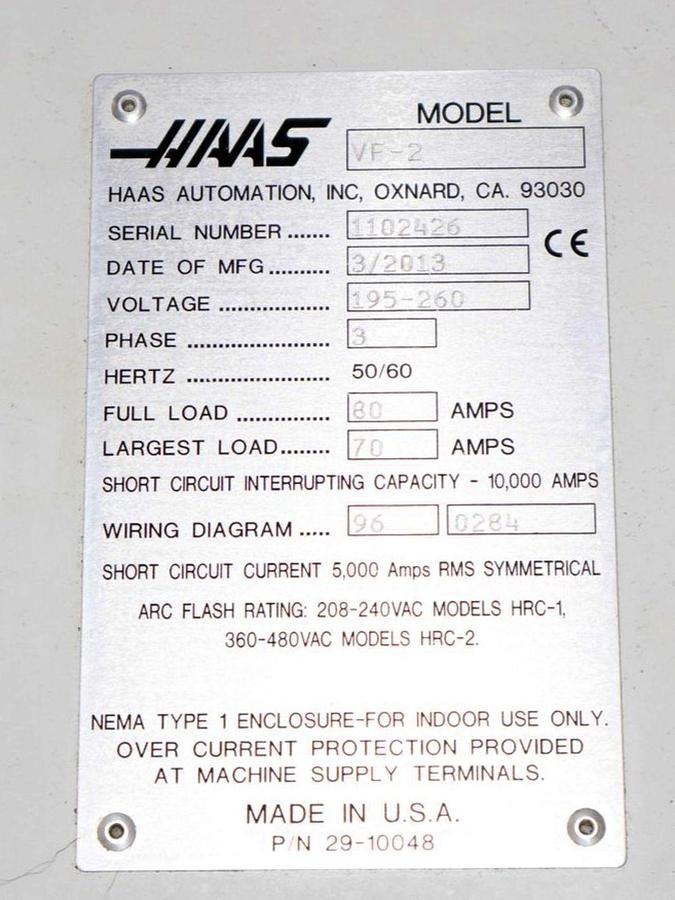 HAAS MODEL
VF-2
HAAS AUTOMATION, INC, OXNARD, CA. 93030
SERIAL NUMBER ....... 1102426
CE
DATE OF MFG .......... 3/2013
VOLTAGE .................. 195-260
PHASE ....................... 3
HERTZ ....................... 50/60
FULL LOAD ............... 80 AMPS
LARGEST LOAD........ 70 AMPS
SHORT CIRCUIT INTERRUPTING CAPACITY - 10,000 AMPS
WIRING DIAGRAM ..... 96 0284
SHORT CIRCUIT CURRENT 5,000 Amps RMS SYMMETRICAL
ARC FLASH RATING: 208-240VAC MODELS HRC-1,
360-480VAC MODELS HRC-2.
NEMA TYPE 1 ENCLOSURE-FOR INDOOR USE ONLY.
OVER CURRENT PROTECTION PROVIDED
AT MACHINE SUPPLY TERMINALS.
MADE IN U.S.A.
P/N 29-10048